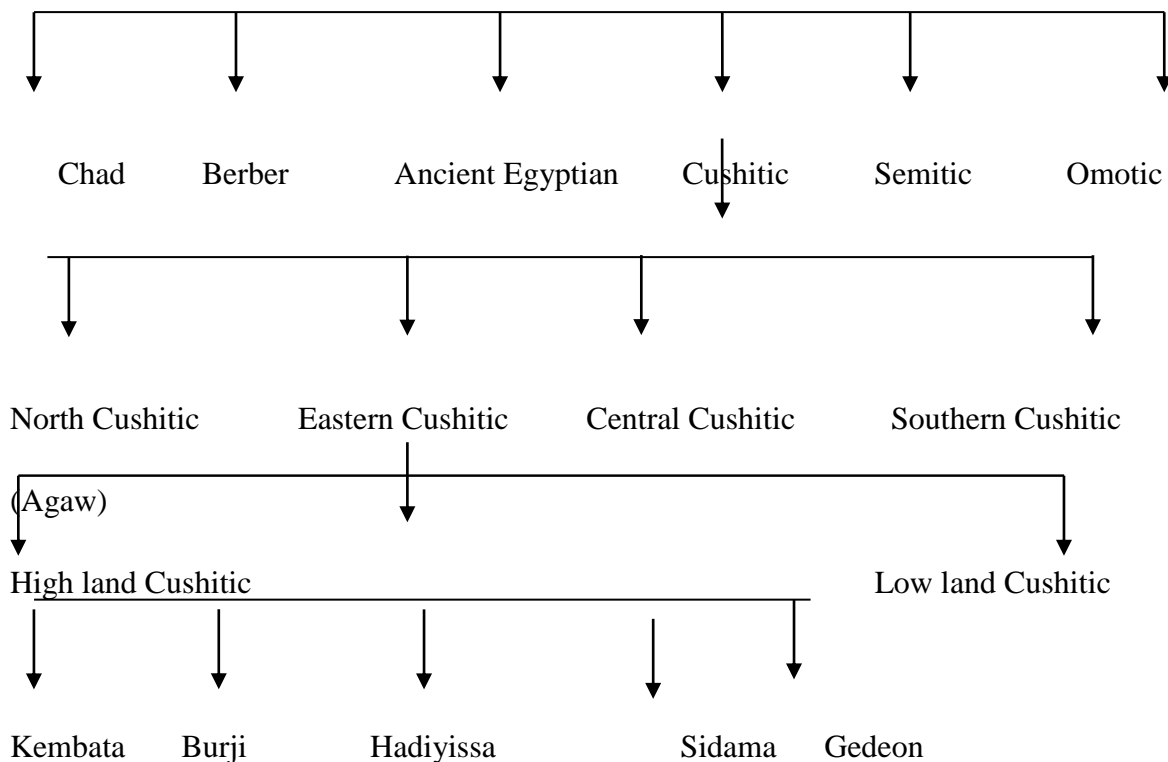 Chad Berber Ancient Egyptian Cushitic Semitic Omotic
North Cushitic Eastern Cushitic Central Cushitic Southern Cushitic
(Agaw)
High land Cushitic Low land Cushitic
Kembata Burji Hadiyissa Sidama Gedeon